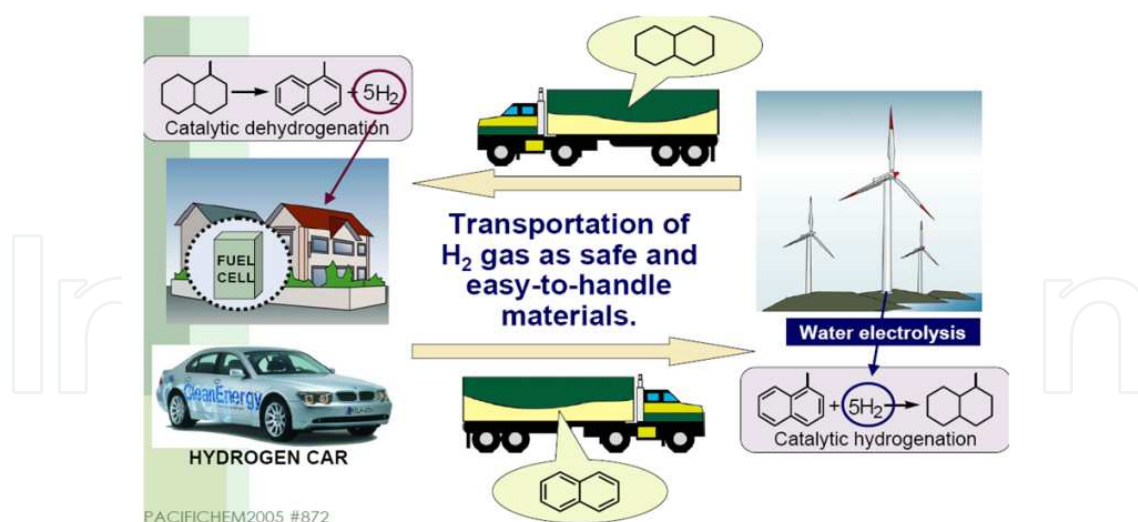 + 5H₂
Catalytic dehydrogenation
FUEL
CELL
CleanEnergy
HYDROGEN CAR
PACIFICHEM2005 #872
Transportation of
H₂ gas as safe and
easy-to-handle
materials.
Water electrolysis
+ 5H₂
Catalytic hydrogenation